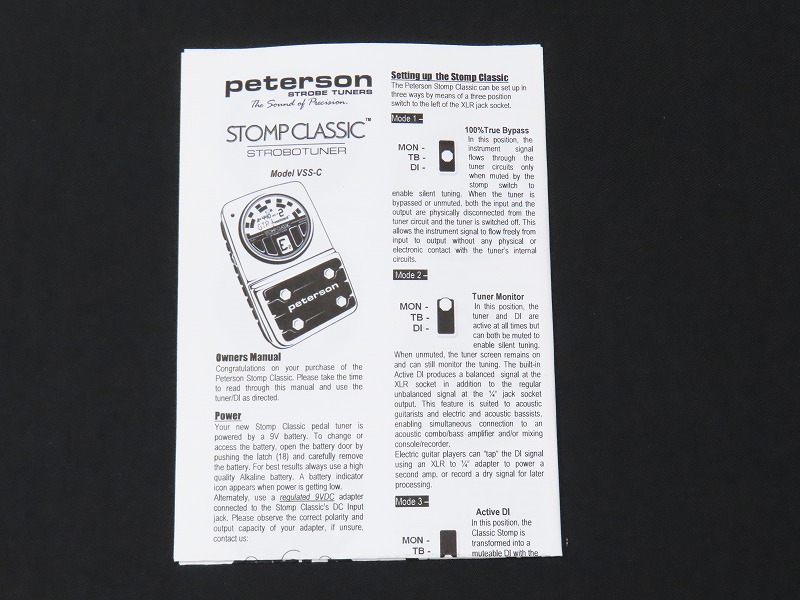 peterson
STROBE TUNERS
The Sound of Precision.
STOMP CLASSIC™
STROBOTUNER
Model VSS-C
peterson
Owners Manual
Congratulations on your purchase of the
Peterson Stomp Classic. Please take the time
to read through this manual and use the
tuner/DI as directed.
Power
Your new Stomp Classic pedal tuner is
powered by a 9V battery. To change or
access the battery, open the battery door by
pushing the latch (18) and carefully remove
the battery. For best results always use a high
quality Alkaline battery. A battery indicator
icon appears when power is getting low.
Alternately, use a regulated 9VDC adapter
connected to the Stomp Classic's DC Input
jack. Please observe the correct polarity and
output capacity of your adapter, if unsure,
contact us:
Setting up the Stomp Classic
The Peterson Stomp Classic can be set up in
three ways by means of a three position
switch to the left of the XLR jack socket.
Mode 1 –
100%True Bypass
MON -
TB -
DI -
In this position, the
instrument signal
flows through the
tuner circuits only
when muted by the
stomp switch to
enable silent tuning. When the tuner is
bypassed or unmuted, both the input and the
output are physically disconnected from the
tuner circuit and the tuner is switched off. This
allows the instrument signal to flow freely from
input to output without any physical or
electronic contact with the tuner's internal
circuits.
Mode 2 –
Tuner Monitor
MON -
TB -
DI -
In this position, the
tuner and DI are
active at all times but
can both be muted to
enable silent tuning.
When unmuted, the tuner screen remains on
and can still monitor the tuning. The built-in
Active DI produces a balanced signal at the
XLR socket in addition to the regular
unbalanced signal at the ¼" jack socket
output. This feature is suited to acoustic
guitarists and electric and acoustic bassists,
enabling simultaneous connection to an
acoustic combo/bass amplifier and/or mixing
console/recorder.
Electric guitar players can "tap" the DI signal
using an XLR to ¼" adapter to power a
second amp, or record a dry signal for later
processing.
Mode 3 –
Active DI
MON -
TB -
In this position, the
Classic Stomp is
transformed into a
muteable DI with the